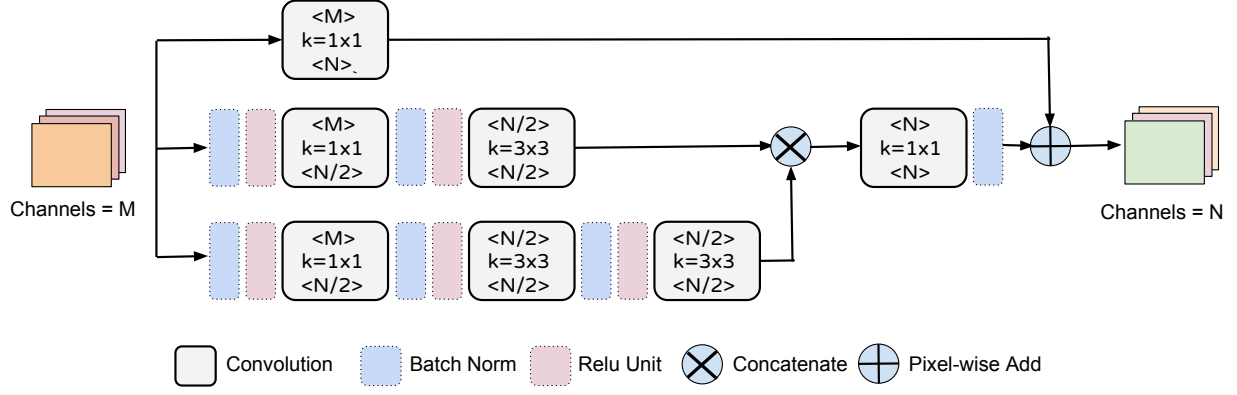 <M>
k=1x1
<N>`
<M>
k=1x1
<N/2>
<N/2>
k=3x3
<N/2>
<N>
k=1x1
<N>
Channels = M
Channels = N
<M>
k=1x1
<N/2>
<N/2>
k=3x3
<N/2>
<N/2>
k=3x3
<N/2>
Convolution
Batch Norm
Relu Unit
Concatenate
Pixel-wise Add